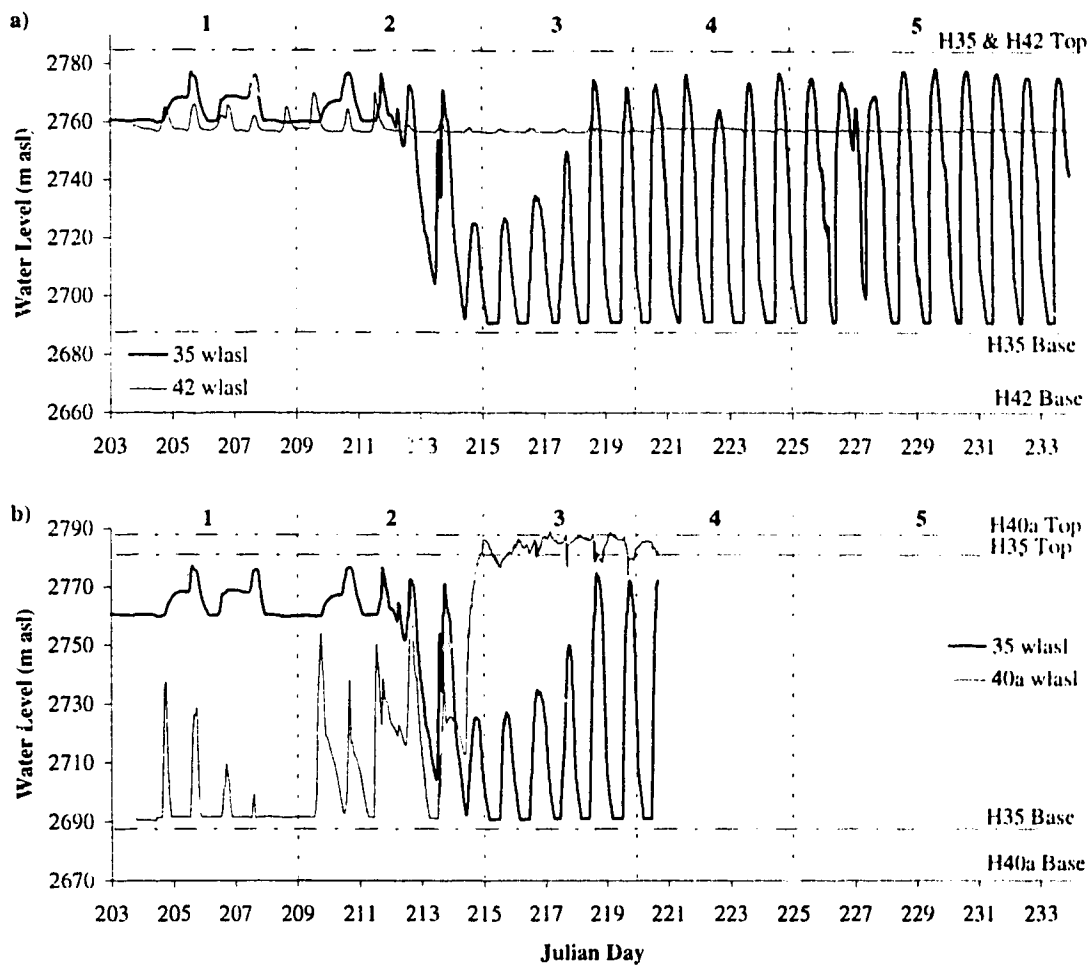 a)
1 2 3 4 5
H35 & H42 Top
2780
2760
2740
2720
2700
2680
2660
Water Level (m asl)
35 wlasl
42 wlasl
H35 Base
H42 Base
203 205 207 209 211 215 217 219 221 223 225 227 229 231 233
b)
1 2 3 4 5
H40a Top
H35 Top
2790
2770
2750
2730
2710
2690
2670
Water Level (m asl)
35 wlasl
40a wlasl
H35 Base
H40a Base
203 205 207 209 211 213 215 217 219 221 223 225 227 229 231 233
Julian Day